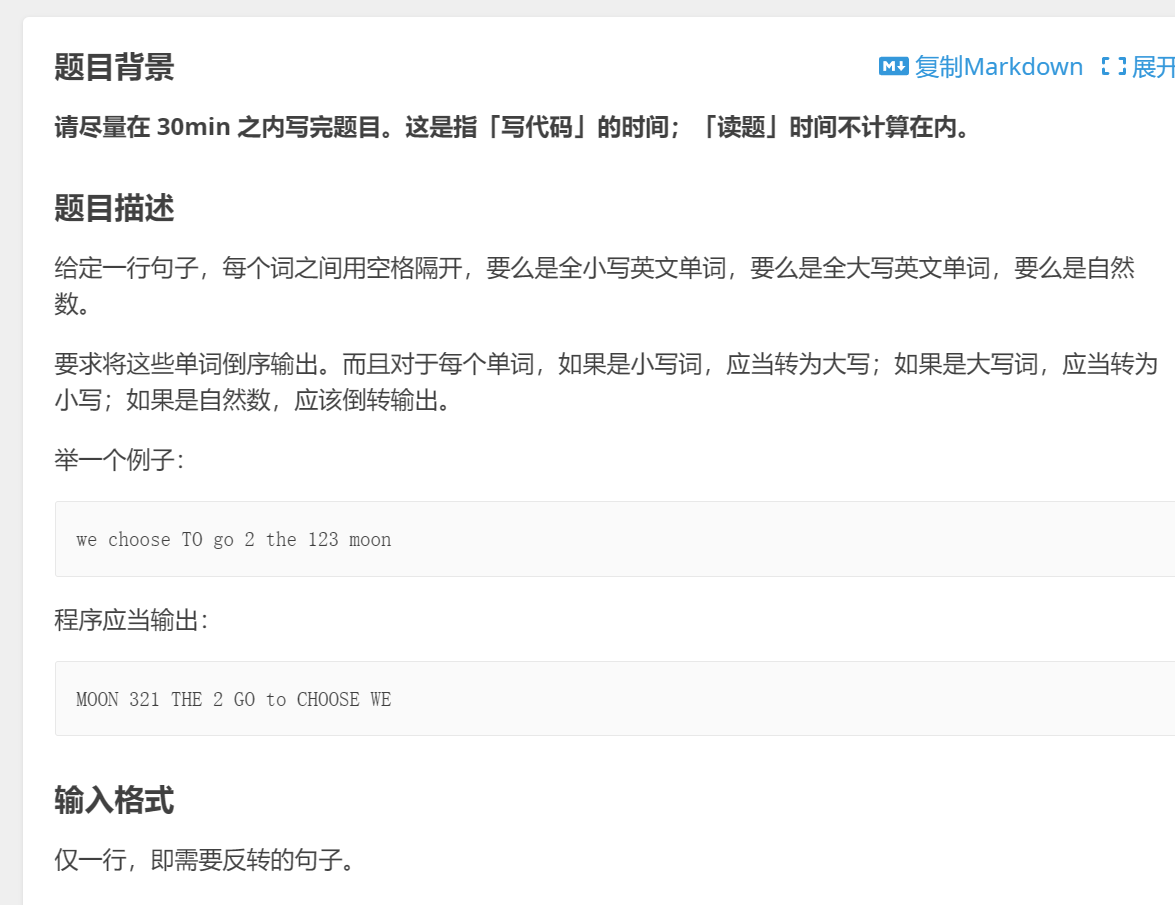 题目背景
复制Markdown 展开
请尽量在 30min 之内写完题目。这是指「写代码」的时间；「读题」时间不计算在内。
题目描述
给定一行句子，每个词之间用空格隔开，要么是全小写英文单词，要么是全大写英文单词，要么是自然
数。
要求将这些单词倒序输出。而且对于每个单词，如果是小写词，应当转为大写；如果是大写词，应当转为
小写；如果是自然数，应该倒转输出。
举一个例子：
we choose TO go 2 the 123 moon
程序应当输出：
MOON 321 THE 2 GO to CHOOSE WE
输入格式
仅一行，即需要反转的句子。